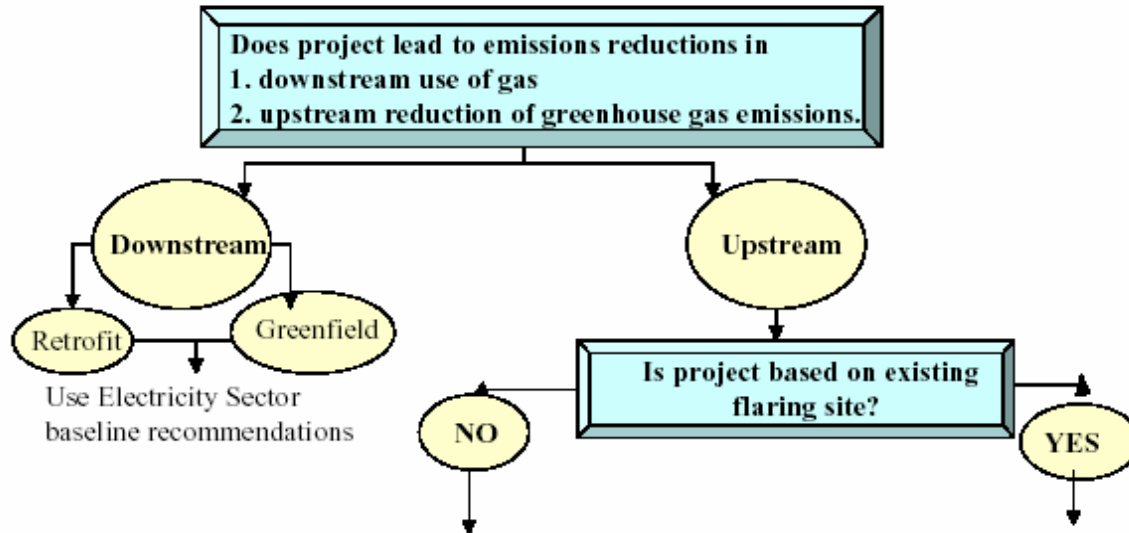 Does project lead to emissions reductions in
1. downstream use of gas
2. upstream reduction of greenhouse gas emissions.
Downstream
Upstream
Retrofit
Greenfield
Use Electricity Sector
baseline recommendations
Is project based on existing
flaring site?
NO
YES